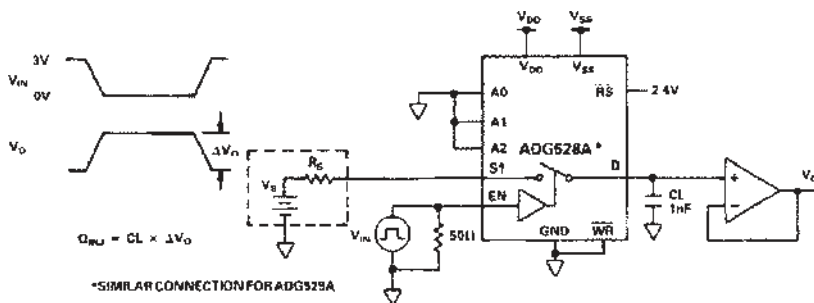 VDD VSS
3V
VIN
0V
VDD VSS
A0
RS
2 4V
A1
A2
ADG528A*
VO
ΔVO
RS
S1
D
VS
EN
CL
1nF
VIN
50Ω
GND WR
QINJ = CL × ΔVO
*SIMILAR CONNECTION FOR ADG529A